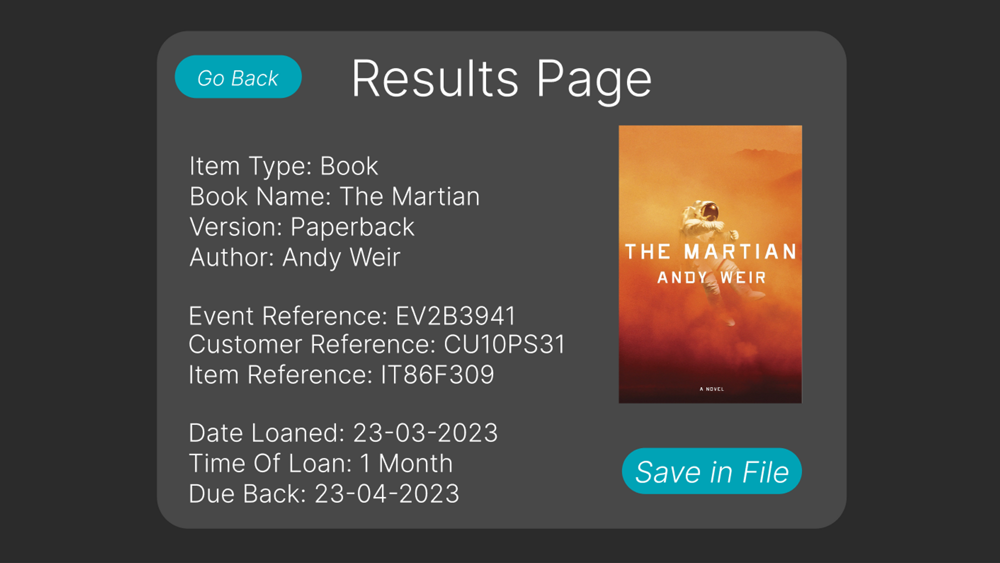 Go Back
Results Page
Item Type: Book
Book Name: The Martian
Version: Paperback
Author: Andy Weir
Event Reference: EV2B3941
Customer Reference: CU10PS31
Item Reference: IT86F309
Date Loaned: 23-03-2023
Time Of Loan: 1 Month
Due Back: 23-04-2023
THE MARTIAN
ANDY WEIR
A NOVEL
Save in File